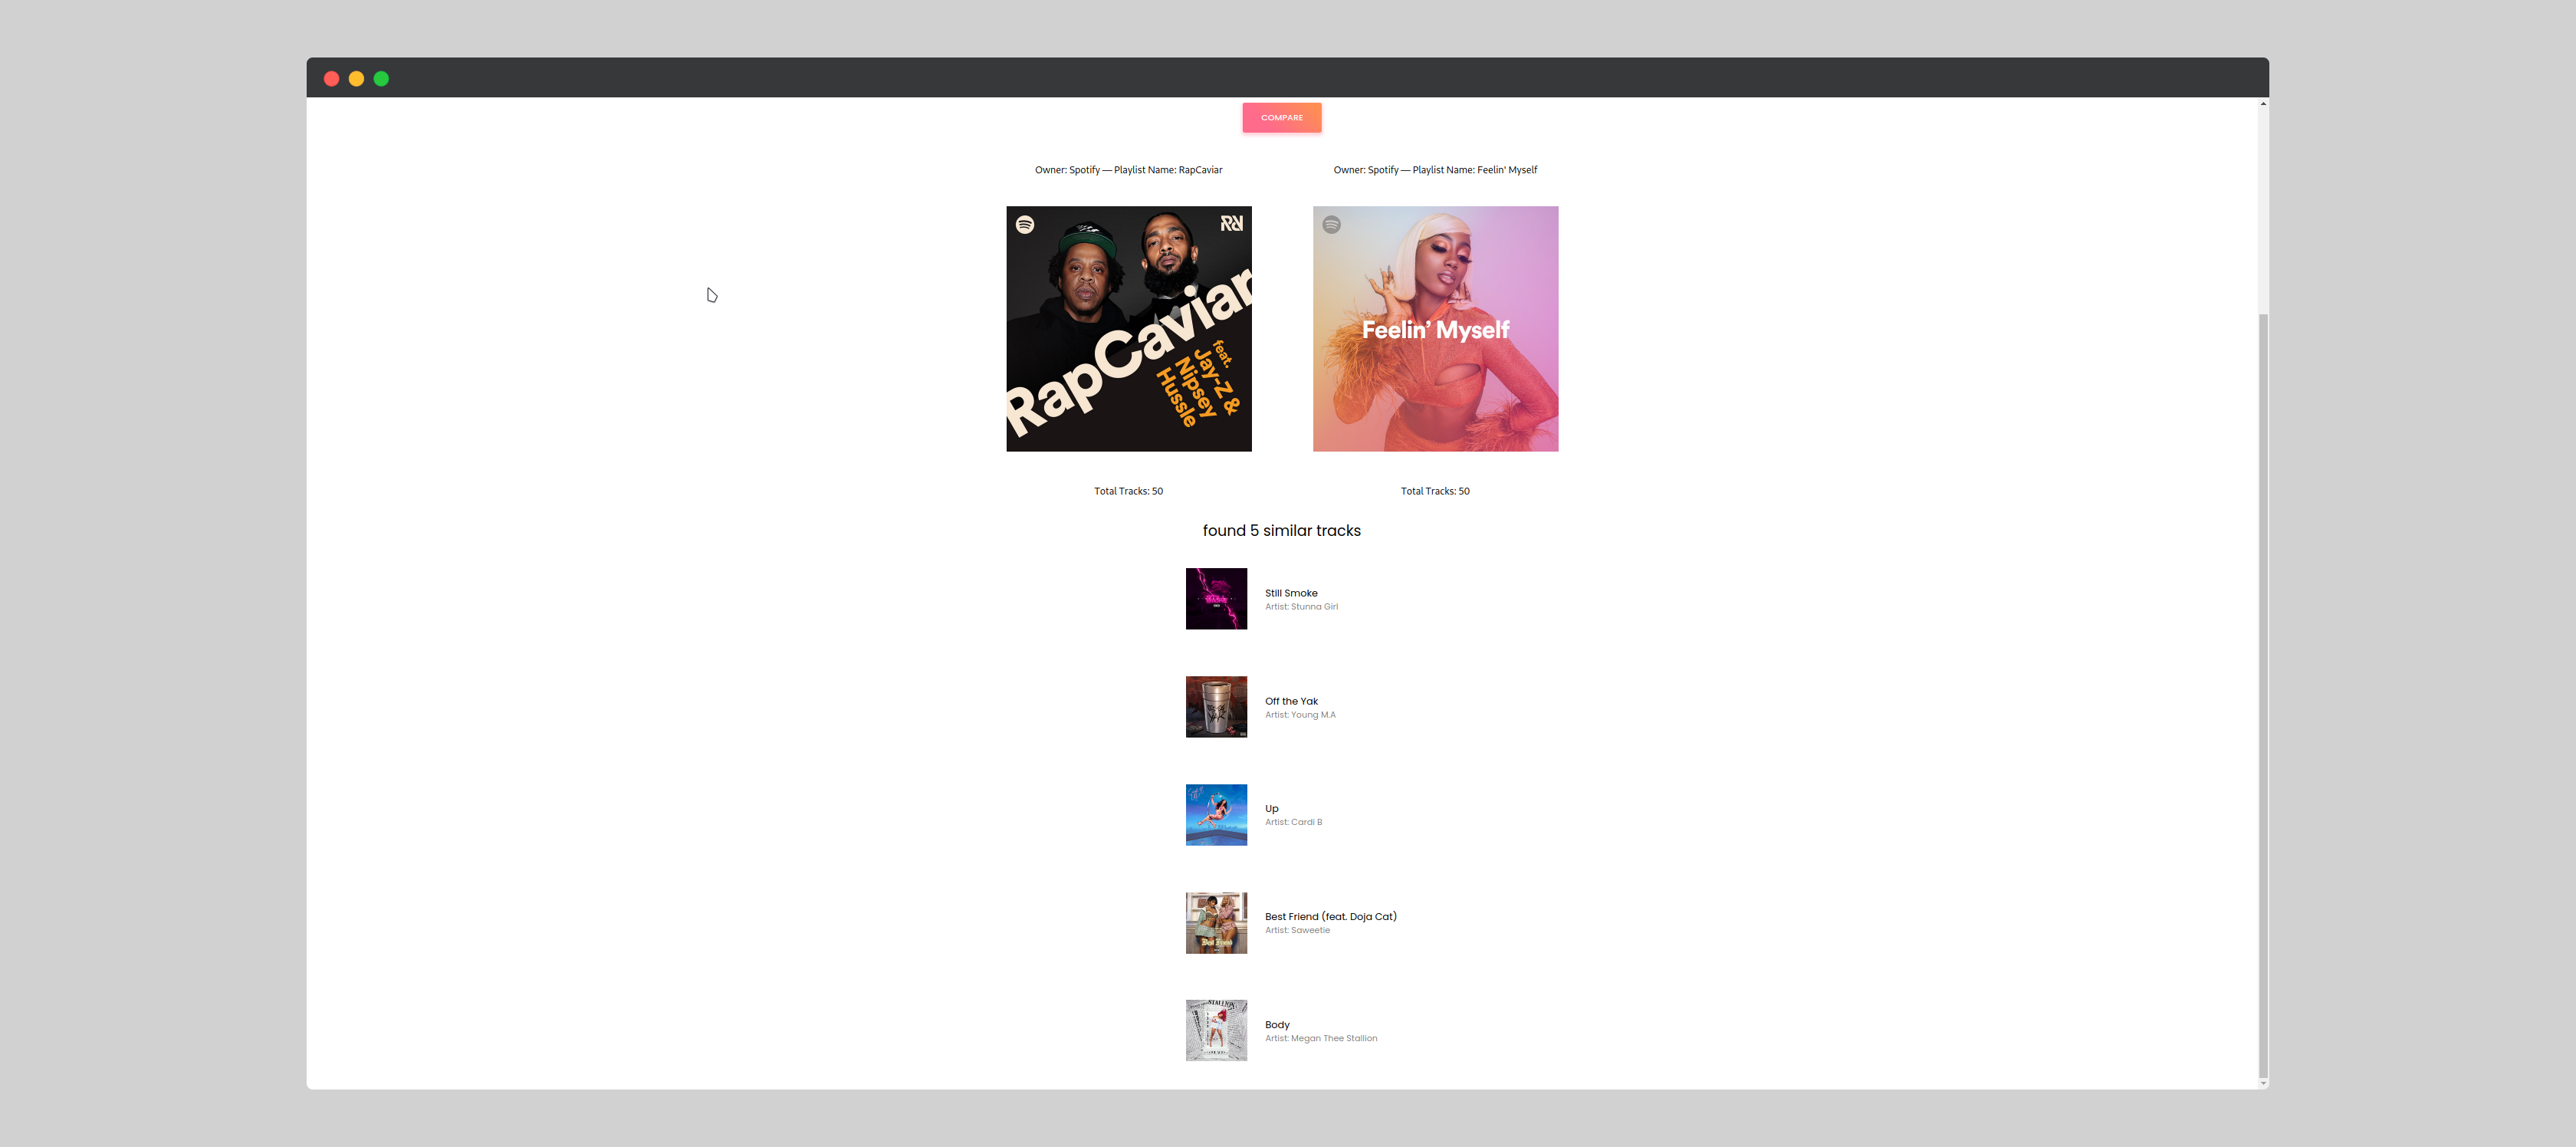 COMPARE
Owner: Spotify — Playlist Name: RapCaviar
Owner: Spotify — Playlist Name: Feelin' Myself
RapCaviar
feat.
Jay-Z &
Nipsey
Hussle
Feelin' Myself
Total Tracks: 50
Total Tracks: 50
found 5 similar tracks
Still Smoke
Artist: Stunna Girl
Off the Yak
Artist: Young M.A
Up
Artist: Cardi B
Best Friend
Best Friend (feat. Doja Cat)
Artist: Saweetie
Body
Artist: Megan Thee Stallion